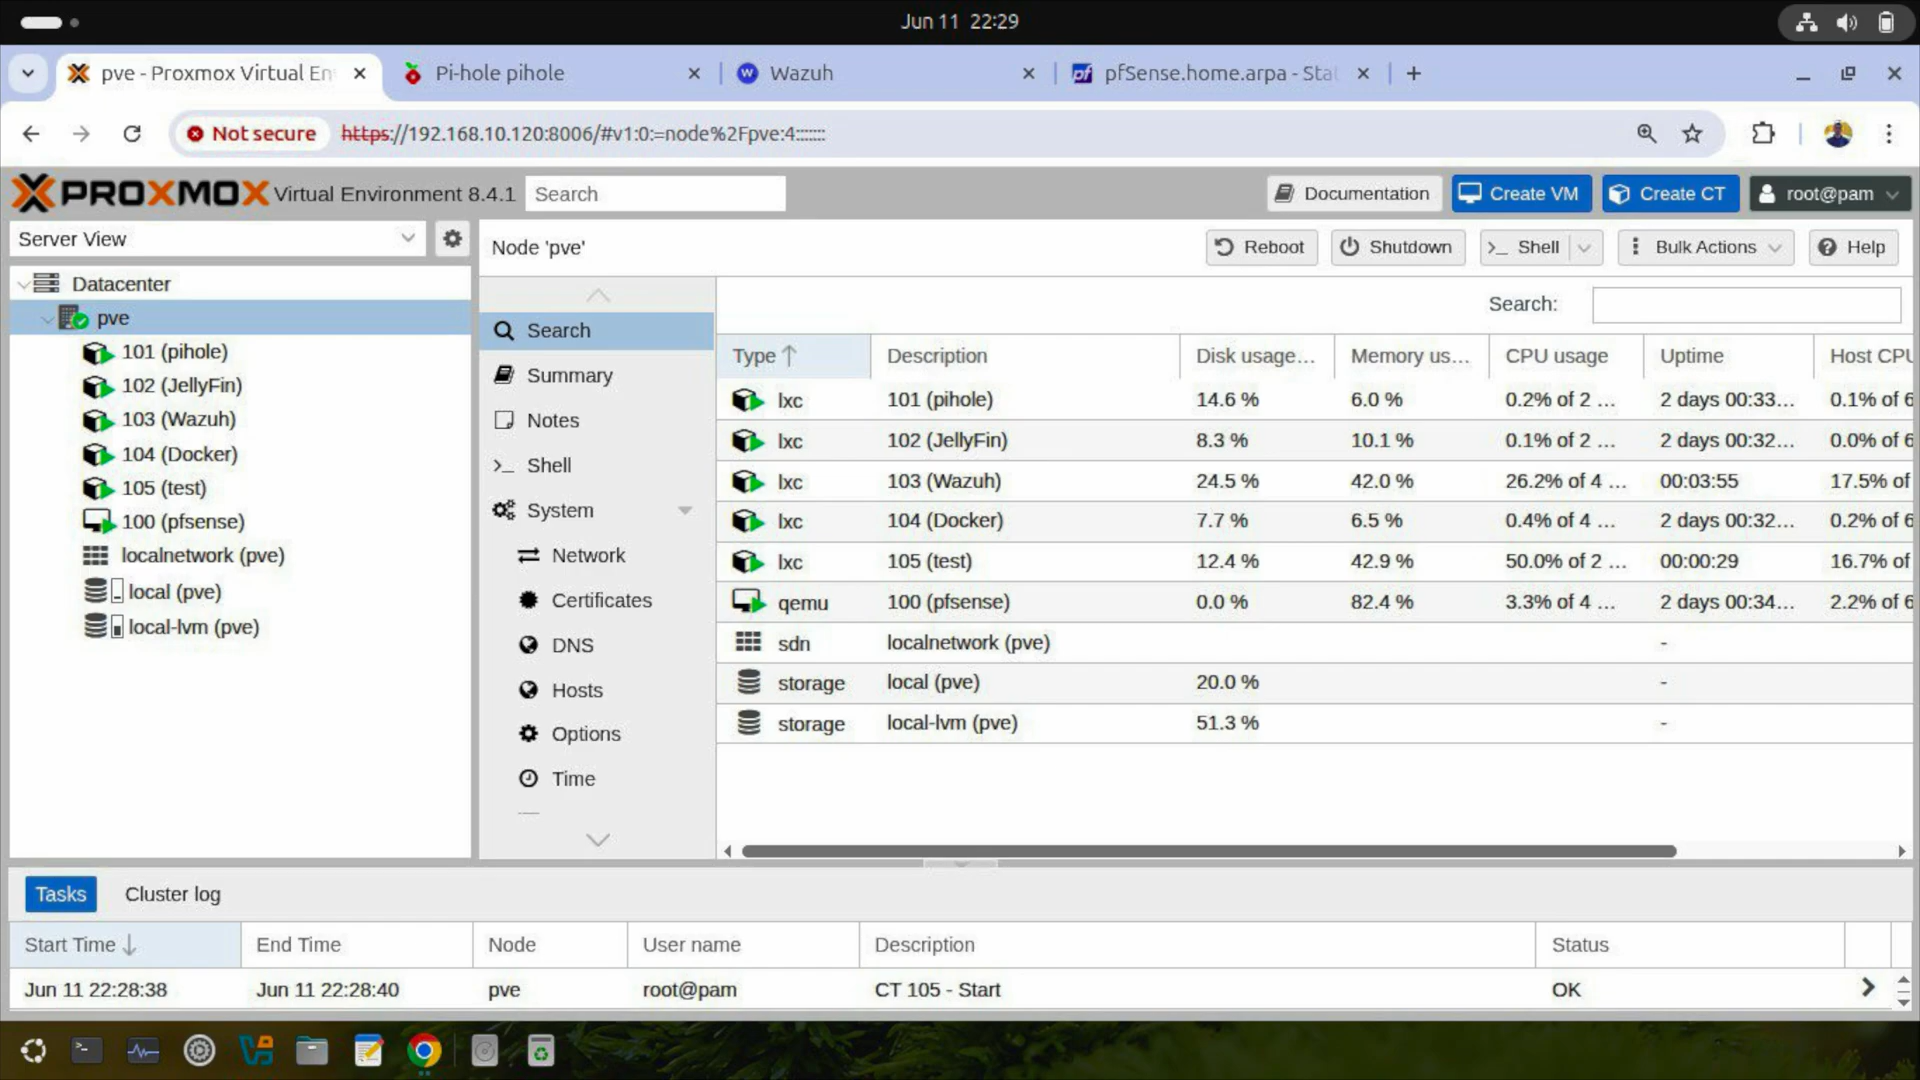 Jun 11 22:29
pve - Proxmox Virtual En
Pi-hole pihole
Wazuh
pfSense.home.arpa - Stat
Not secure https://192.168.10.120:8006/#v1:0:=node%2Fpve:4:::::::
PROXMOX Virtual Environment 8.4.1 Search
Documentation Create VM Create CT root@pam
Server View
Node 'pve'
Reboot Shutdown Shell Bulk Actions Help
Datacenter
pve
101 (pihole)
102 (JellyFin)
103 (Wazuh)
104 (Docker)
105 (test)
100 (pfsense)
localnetwork (pve)
local (pve)
local-lvm (pve)
Search
Summary
Notes
Shell
System
Network
Certificates
DNS
Hosts
Options
Time
Search:
Type Description Disk usage... Memory us... CPU usage Uptime Host CPU
lxc 101 (pihole) 14.6 % 6.0 % 0.2% of 2 ... 2 days 00:33... 0.1% of 6
lxc 102 (JellyFin) 8.3 % 10.1 % 0.1% of 2 ... 2 days 00:32... 0.0% of 6
lxc 103 (Wazuh) 24.5 % 42.0 % 26.2% of 4 ... 00:03:55 17.5% of
lxc 104 (Docker) 7.7 % 6.5 % 0.4% of 4 ... 2 days 00:32... 0.2% of 6
lxc 105 (test) 12.4 % 42.9 % 50.0% of 2 ... 00:00:29 16.7% of
qemu 100 (pfsense) 0.0 % 82.4 % 3.3% of 4 ... 2 days 00:34... 2.2% of 6
sdn localnetwork (pve) -
storage local (pve) 20.0 % -
storage local-lvm (pve) 51.3 % -
Tasks Cluster log
Start Time End Time Node User name Description Status
Jun 11 22:28:38 Jun 11 22:28:40 pve root@pam CT 105 - Start OK